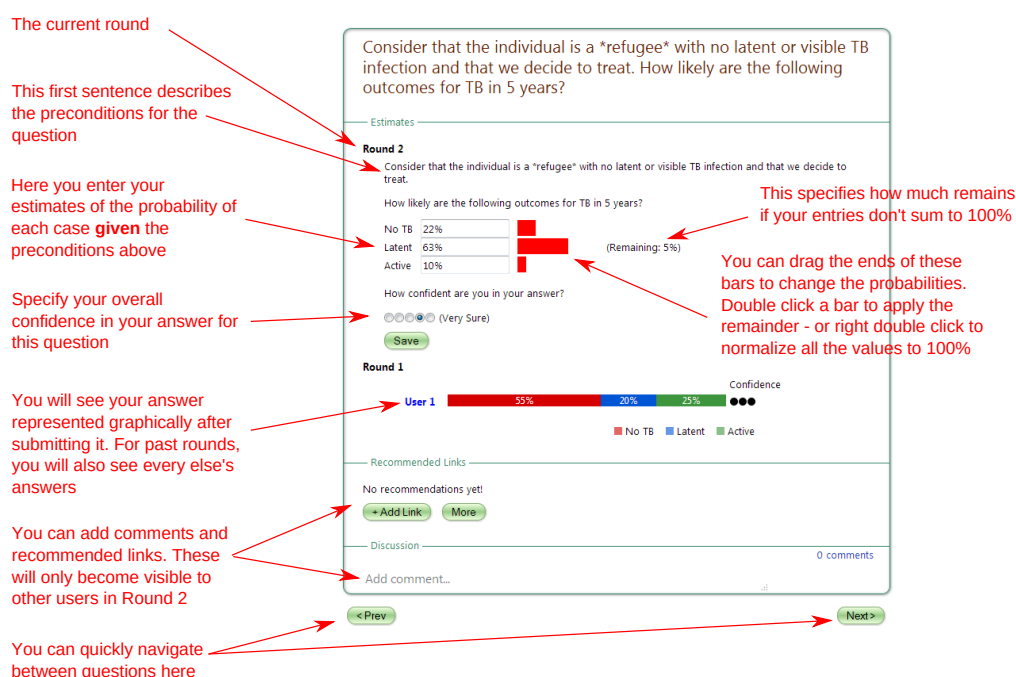 The current round
This first sentence describes
the preconditions for the
question
Here you enter your
estimates of the probability of
each case given the
preconditions above
Specify your overall
confidence in your answer for
this question
You will see your answer
represented graphically after
submitting it. For past rounds,
you will also see every else's
answers
You can add comments and
recommended links. These
will only become visible to
other users in Round 2
You can quickly navigate
between questions here
Consider that the individual is a *refugee* with no latent or visible TB
infection and that we decide to treat. How likely are the following
outcomes for TB in 5 years?
Estimates
Round 2
Consider that the individual is a *refugee* with no latent or visible TB infection and that we decide to
treat.
How likely are the following outcomes for TB in 5 years?
No TB 22%
Latent 63% (Remaining: 5%)
Active 10%
How confident are you in your answer?
(Very Sure)
Save
Round 1
Confidence
User 1 55% 20% 25%
No TB Latent Active
Recommended Links
No recommendations yet!
+ Add Link More
Discussion
0 comments
Add comment...
< Prev Next >
This specifies how much remains
if your entries don't sum to 100%
You can drag the ends of these
bars to change the probabilities.
Double click a bar to apply the
remainder - or right double click to
normalize all the values to 100%